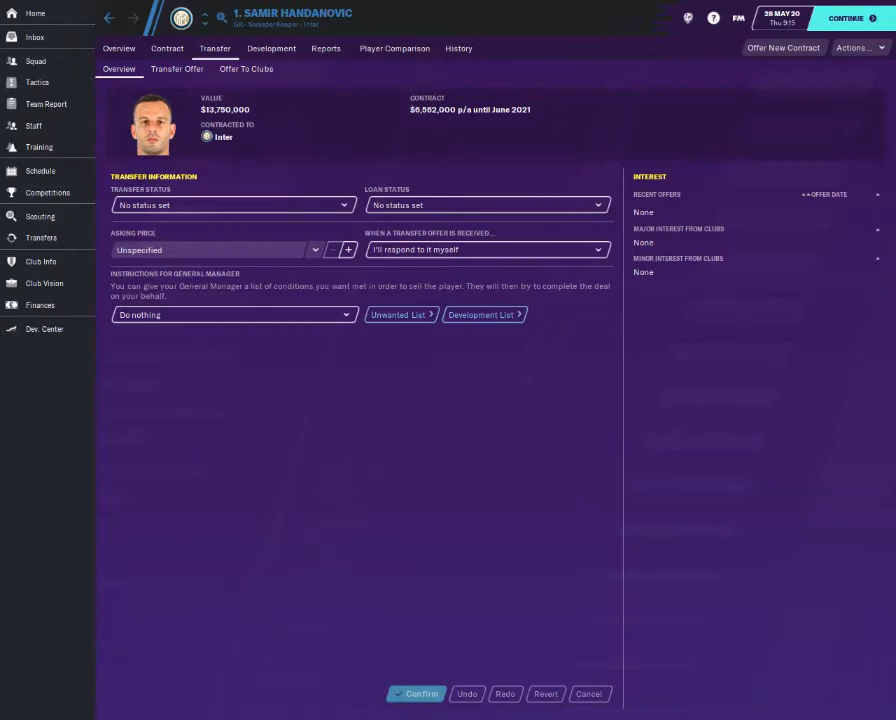 Home
Inbox
Squad
Tactics
Team Report
Staff
Training
Schedule
Competitions
Scouting
Transfers
Club Info
Club Vision
Finances
Dev. Center
1. SAMIR HANDANOVIC
GK - Sweeper Keeper - Inter
?
FM
28 MAY 20
Thu 9:15
CONTINUE
Overview Contract Transfer Development Reports Player Comparison History
Offer New Contract Actions...
Overview Transfer Offer Offer To Clubs
VALUE
$13,750,000
CONTRACTED TO
Inter
CONTRACT
$6,562,000 p/a until June 2021
TRANSFER INFORMATION
TRANSFER STATUS
No status set
LOAN STATUS
No status set
ASKING PRICE
Unspecified
- +
WHEN A TRANSFER OFFER IS RECEIVED...
I'll respond to it myself
INSTRUCTIONS FOR GENERAL MANAGER
You can give your General Manager a list of conditions you want met in order to sell the player. They will then try to complete the deal
on your behalf.
Do nothing
Unwanted List >
Development List >
INTEREST
RECENT OFFERS OFFER DATE
None
MAJOR INTEREST FROM CLUBS
None
MINOR INTEREST FROM CLUBS
None
Confirm Undo Redo Revert Cancel